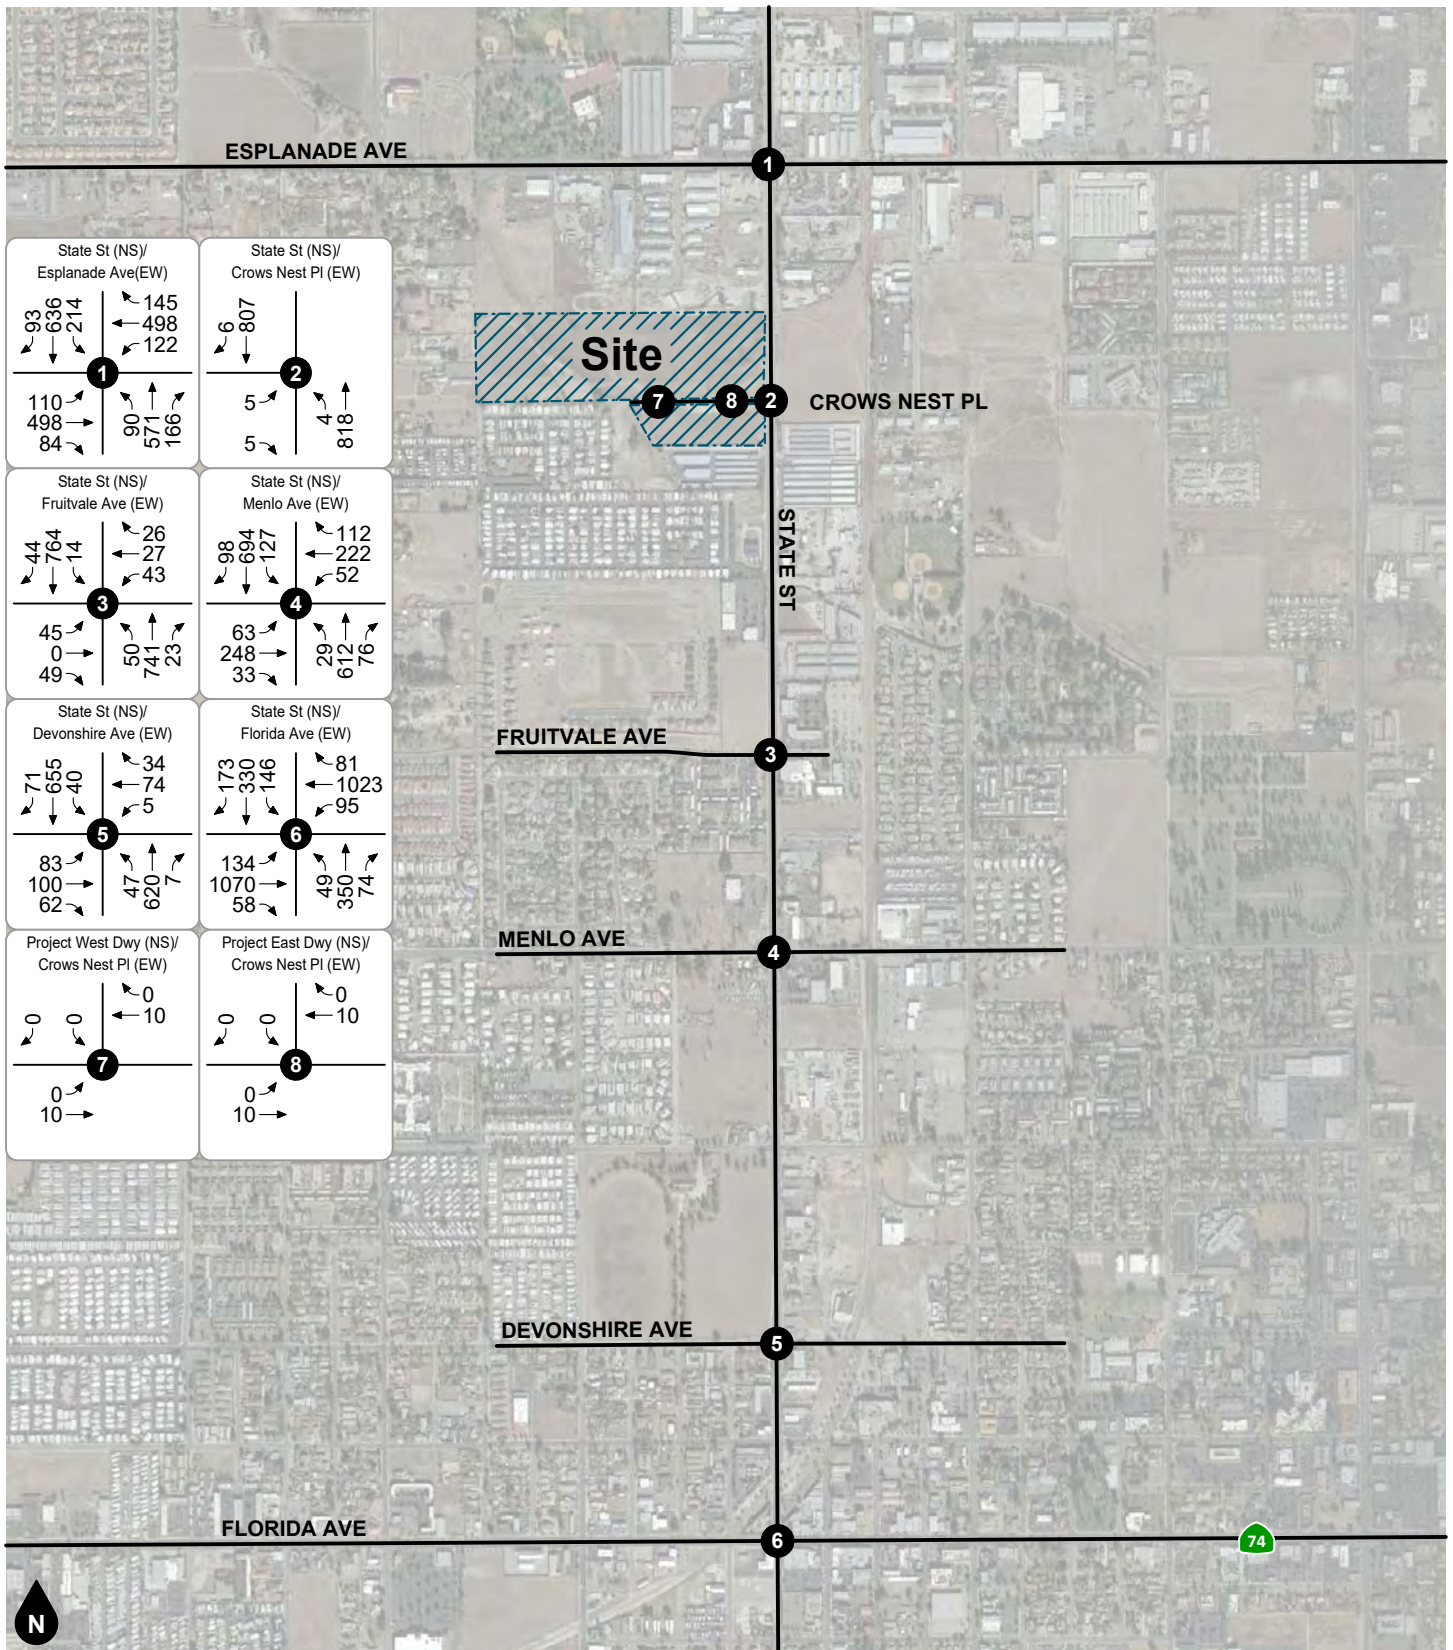 ESPLANADE AVE
1
State St (NS)/
Esplanade Ave(EW)
93 636 214
145
498
122
1
110
498
84
90 571 166
State St (NS)/
Crows Nest Pl (EW)
6 807
2
5
5
4 818
Site
7 8 2 CROWS NEST PL
State St (NS)/
Fruitvale Ave (EW)
44 764 14
26
27
43
3
45
0
49
50 741 23
State St (NS)/
Menlo Ave (EW)
98 694 127
112
222
52
4
63
248
33
29 612 76
STATE ST
State St (NS)/
Devonshire Ave (EW)
71 655 40
34
74
5
5
83
100
62
47 620 7
State St (NS)/
Florida Ave (EW)
173 330 146
81
1023
95
6
134
1070
58
49 350 74
FRUITVALE AVE
3
Project West Dwy (NS)/
Crows Nest Pl (EW)
0 0
0
10
7
0
10
Project East Dwy (NS)/
Crows Nest Pl (EW)
0 0
0
10
8
0
10
MENLO AVE
4
DEVONSHIRE AVE
5
FLORIDA AVE
6
74
N